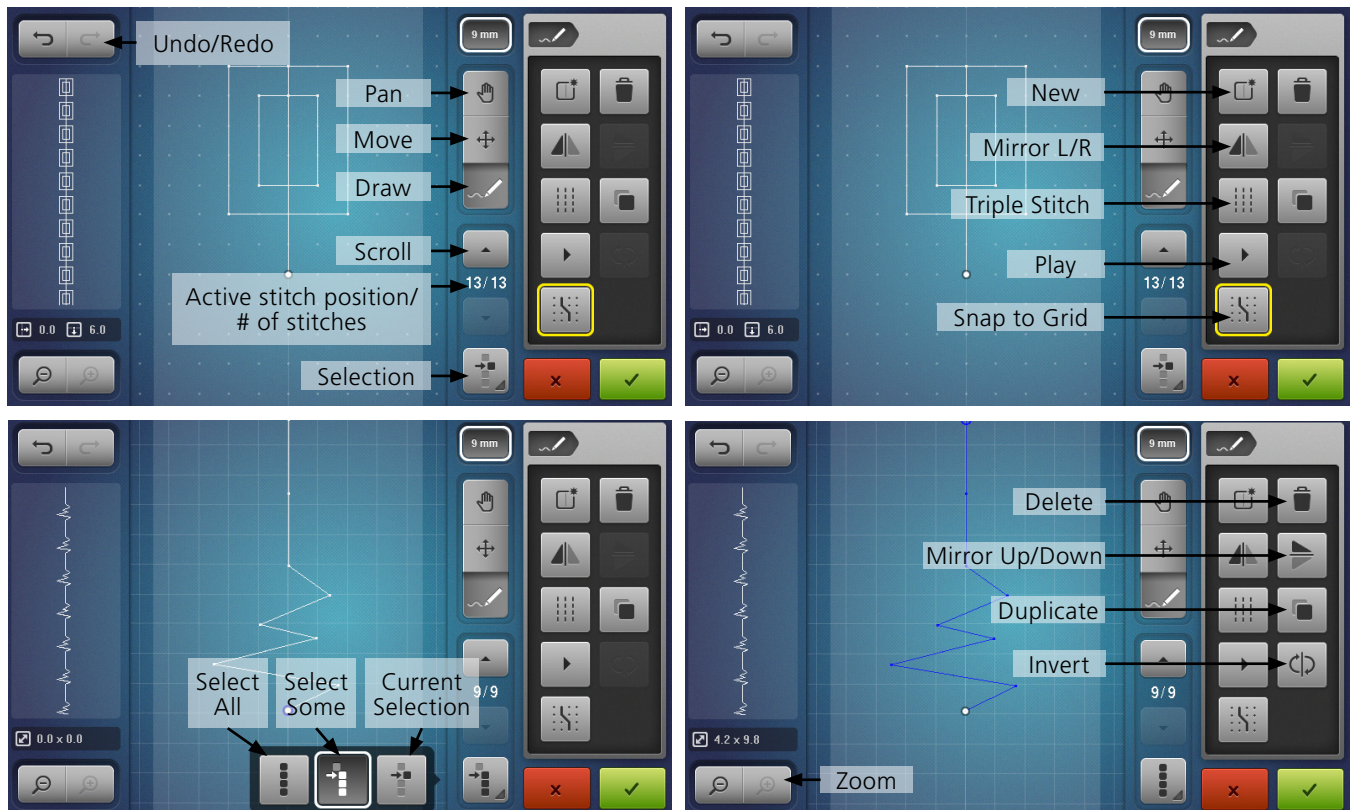 Undo/Redo
9 mm
Pan
Move
Draw
Scroll
Active stitch position/
# of stitches
13/13
0.0 6.0
Selection
9 mm
New
Mirror L/R
Triple Stitch
Play
13/13
Snap to Grid
0.0 6.0
9 mm
Select
All
Select
Some
Current
Selection
9/9
0.0 x 0.0
9 mm
Delete
Mirror Up/Down
Duplicate
Invert
9/9
4.2 x 9.8
Zoom